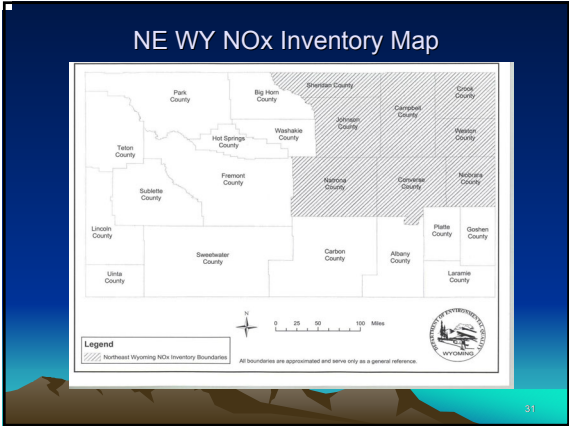 NE WY NOx Inventory Map
Park
County
Big Horn
County
Sheridan County
Crook
County
Campbell
County
Johnson
County
Washakie
County
Weston
County
Hot Springs
County
Teton
County
Fremont
County
Natrona
County
Converse
County
Niobrara
County
Sublette
County
Lincoln
County
Platte
County
Goshen
County
Sweetwater
County
Carbon
County
Albany
County
Uinta
County
Laramie
County
N
0 25 50 100 Miles
DEPARTMENT OF ENVIRONMENTAL QUALITY
WYOMING
Legend
Northeast Wyoming NOx Inventory Boundaries
All boundaries are approximated and serve only as a general reference.
31